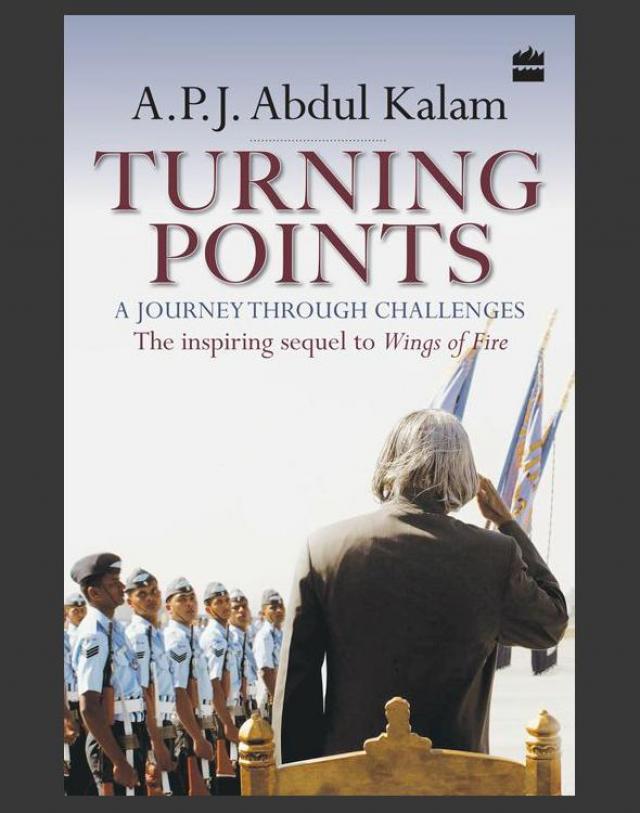 A.P.J. Abdul Kalam
TURNING
POINTS
A JOURNEY THROUGH CHALLENGES
The inspiring sequel to Wings of Fire